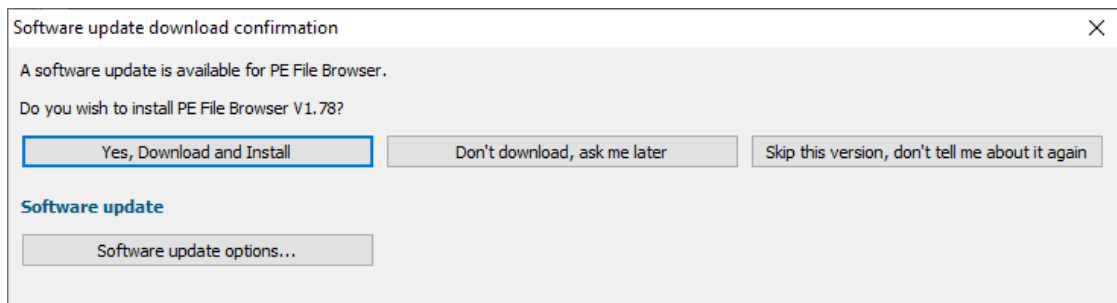 Software update download confirmation
A software update is available for PE File Browser.
Do you wish to install PE File Browser V1.78?
Yes, Download and Install
Don't download, ask me later
Skip this version, don't tell me about it again
Software update
Software update options...